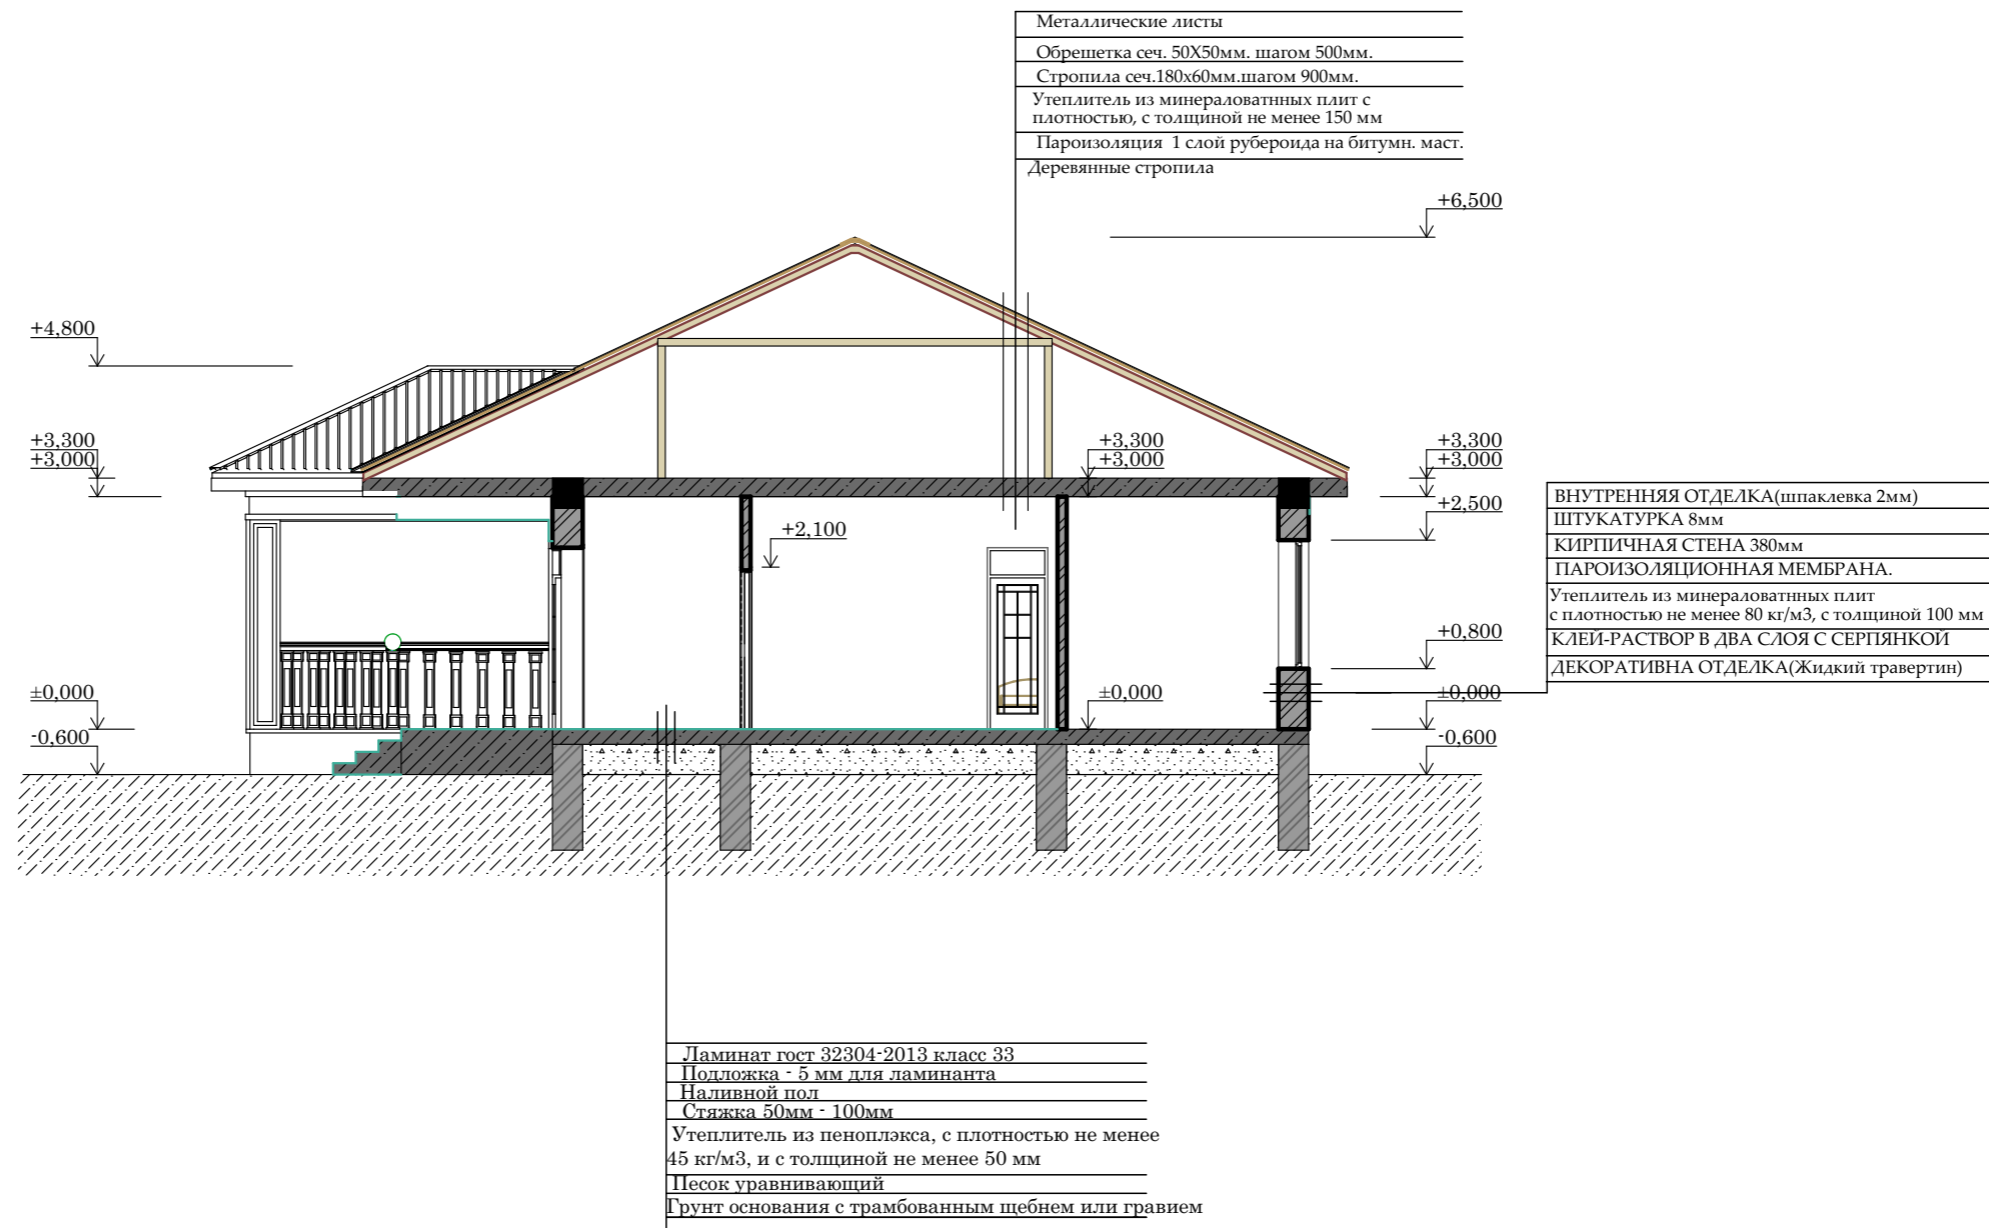 Металлические листы
Обрешетка сеч. 50Х50мм. шагом 500мм.
Стропила сеч.180х60мм.шагом 900мм.
Утеплитель из минераловатнных плит с
плотностью, с толщиной не менее 150 мм
Пароизоляция 1 слой рубероида на битумн. маст.
Деревянные стропила
+6,500
+4,800
+3,300
+3,000
+3,300
+3,000
+3,300
+3,000
+2,500
+2,100
+0,800
±0,000
±0,000
±0,000
-0,600
-0,600
ВНУТРЕННЯЯ ОТДЕЛКА(шпаклевка 2мм)
ШТУКАТУРКА 8мм
КИРПИЧНАЯ СТЕНА 380мм
ПАРОИЗОЛЯЦИОННАЯ МЕМБРАНА.
Утеплитель из минераловатнных плит
с плотностью не менее 80 кг/м3, с толщиной 100 мм
КЛЕЙ-РАСТВОР В ДВА СЛОЯ С СЕРПЯНКОЙ
ДЕКОРАТИВНА ОТДЕЛКА(Жидкий травертин)
Ламинат гост 32304-2013 класс 33
Подложка - 5 мм для ламинанта
Наливной пол
Стяжка 50мм - 100мм
Утеплитель из пеноплэкса, с плотностью не менее
45 кг/м3, и с толщиной не менее 50 мм
Песок уравнивающий
Грунт основания с трамбованным щебнем или гравием